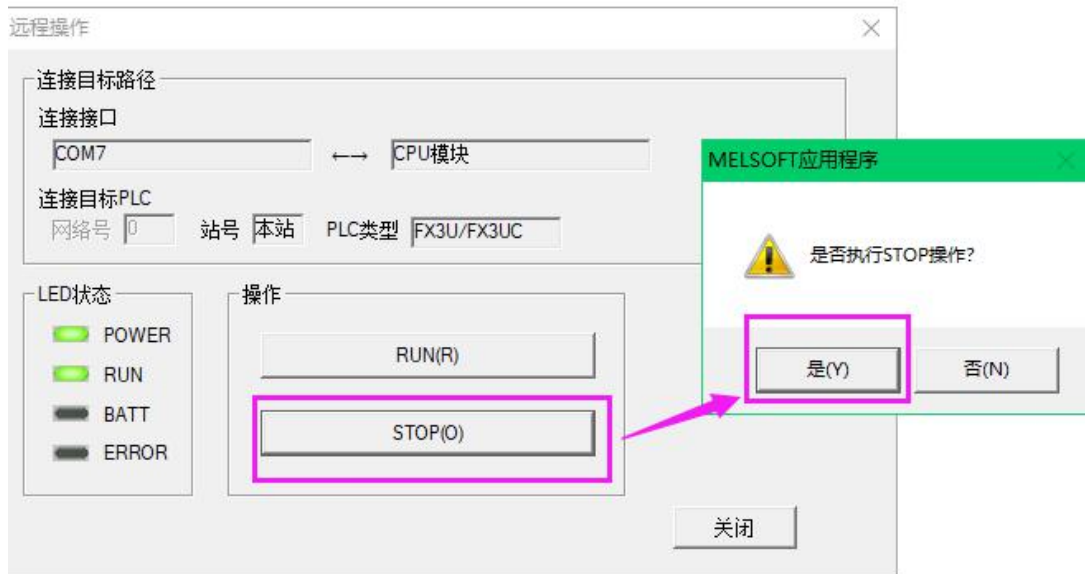 远程操作
连接目标路径
连接接口
COM7 ←→ CPU模块
连接目标PLC
网络号 0 站号 本站 PLC类型 FX3U/FX3UC
LED状态
POWER
RUN
BATT
ERROR
操作
RUN(R)
STOP(O)
关闭
MELSOFT应用程序
是否执行STOP操作?
是(Y) 否(N)